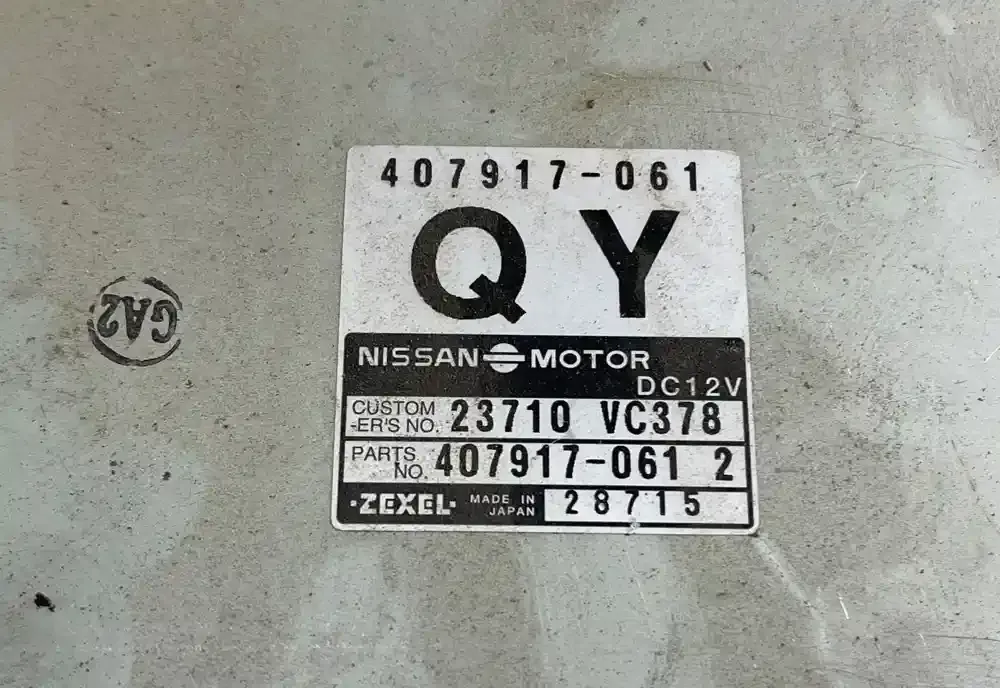 407917-061
QY
NISSAN MOTOR
DC12V
CUSTOM
-ER'S NO. 23710 VC378
PARTS
NO. 407917-061 2
·ZEXEL· MADE IN
JAPAN 28715
GA2